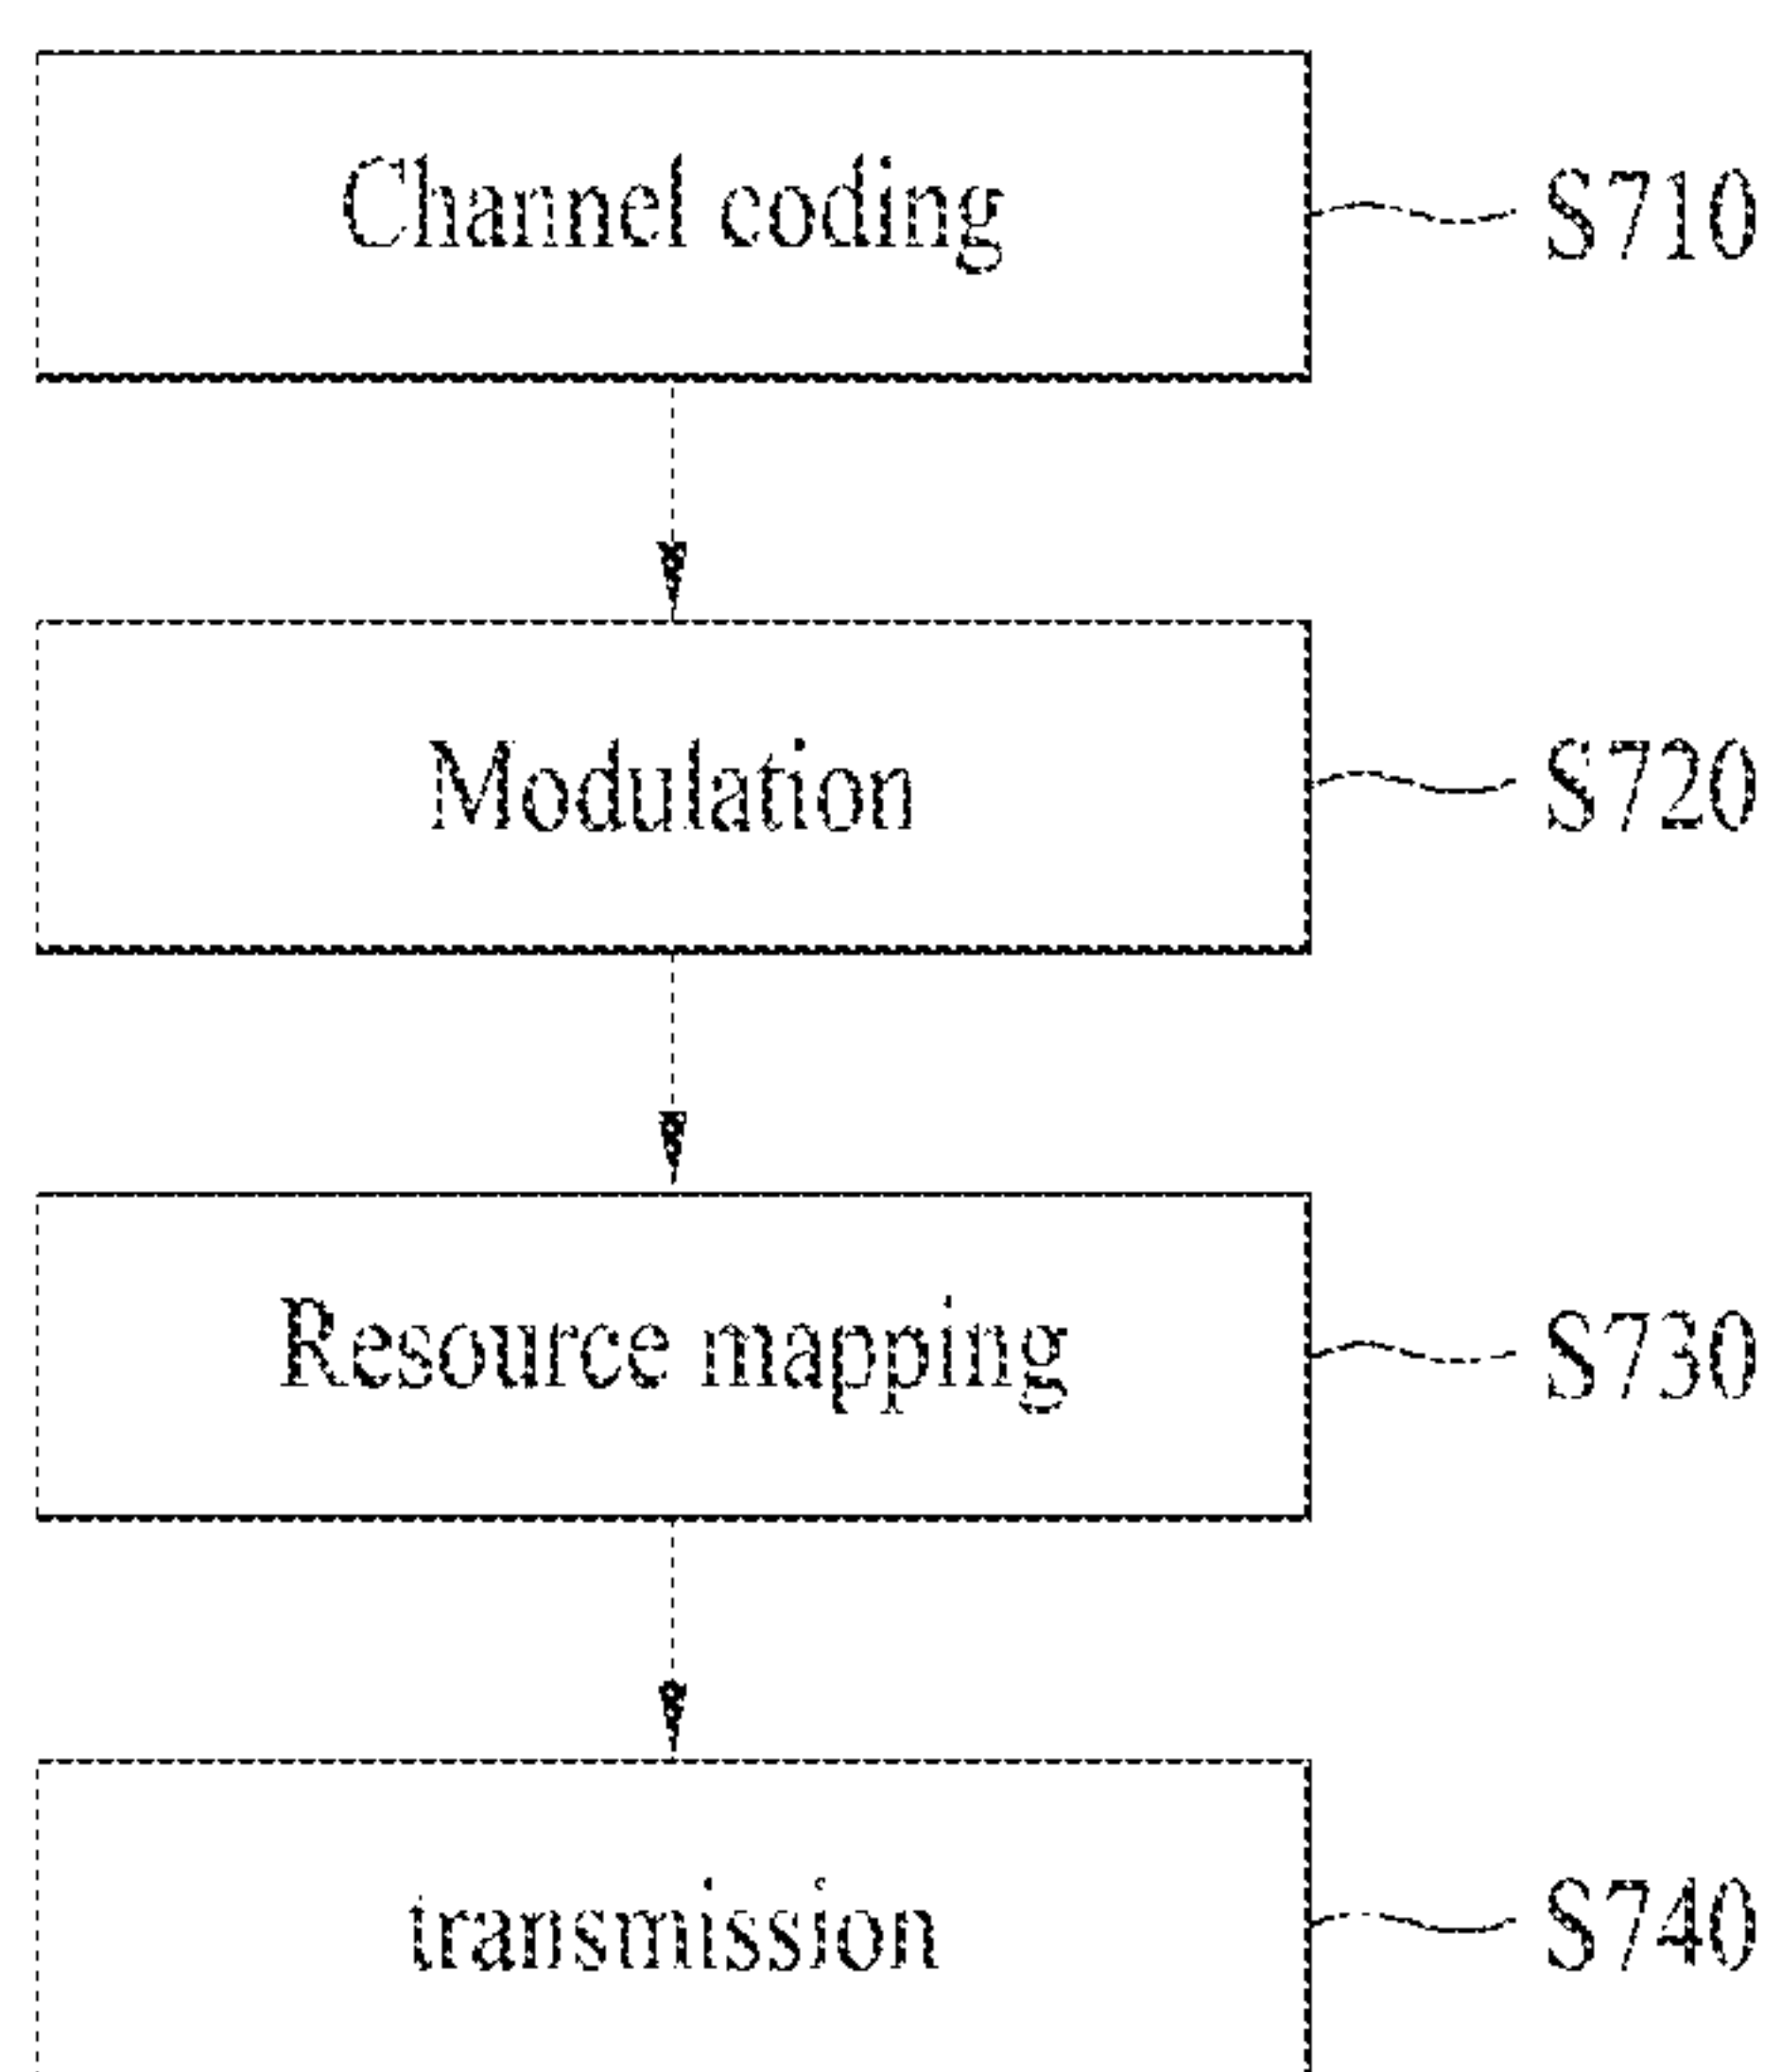 Channel coding S710
Modulation S720
Resource mapping S730
transmission S740